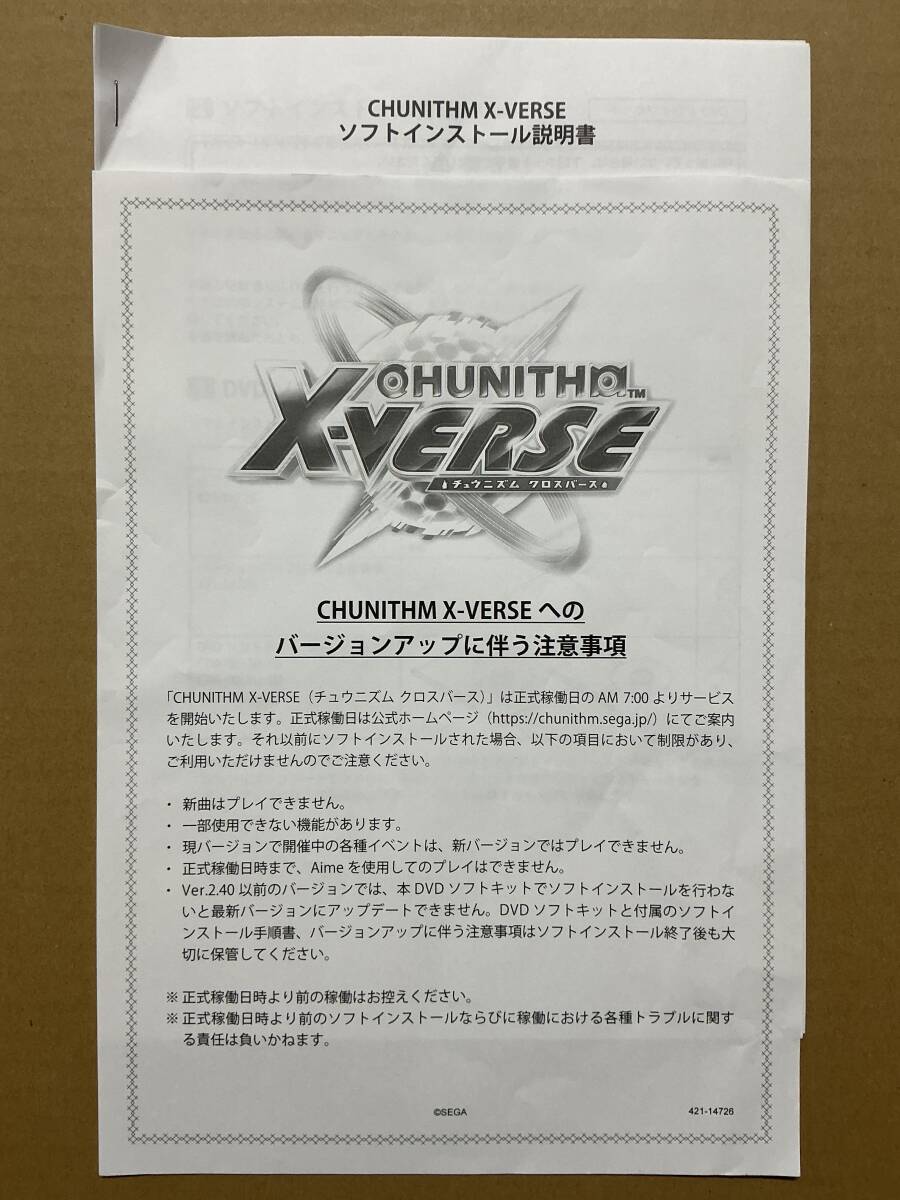 CHUNITHM X-VERSE
ソフトインストール説明書
CHUNITHM™
X-VERSE
チュウニズム クロスバース
CHUNITHM X-VERSE への
バージョンアップに伴う注意事項
「CHUNITHM X-VERSE（チュウニズム クロスバース）」は正式稼働日の AM 7:00 よりサービス
を開始いたします。正式稼働日は公式ホームページ（https://chunithm.sega.jp/）にてご案内
いたします。それ以前にソフトインストールされた場合、以下の項目において制限があり、
ご利用いただけませんのでご注意ください。
・ 新曲はプレイできません。
・ 一部使用できない機能があります。
・ 現バージョンで開催中の各種イベントは、新バージョンではプレイできません。
・ 正式稼働日時まで、Aime を使用してのプレイはできません。
・ Ver.2.40 以前のバージョンでは、本 DVD ソフトキットでソフトインストールを行わな
いと最新バージョンにアップデートできません。DVD ソフトキットと付属のソフトイ
ンストール手順書、バージョンアップに伴う注意事項はソフトインストール終了後も大
切に保管してください。
※ 正式稼働日時より前の稼働はお控えください。
※ 正式稼働日時より前のソフトインストールならびに稼働における各種トラブルに関す
る責任は負いかねます。
©SEGA
421-14726